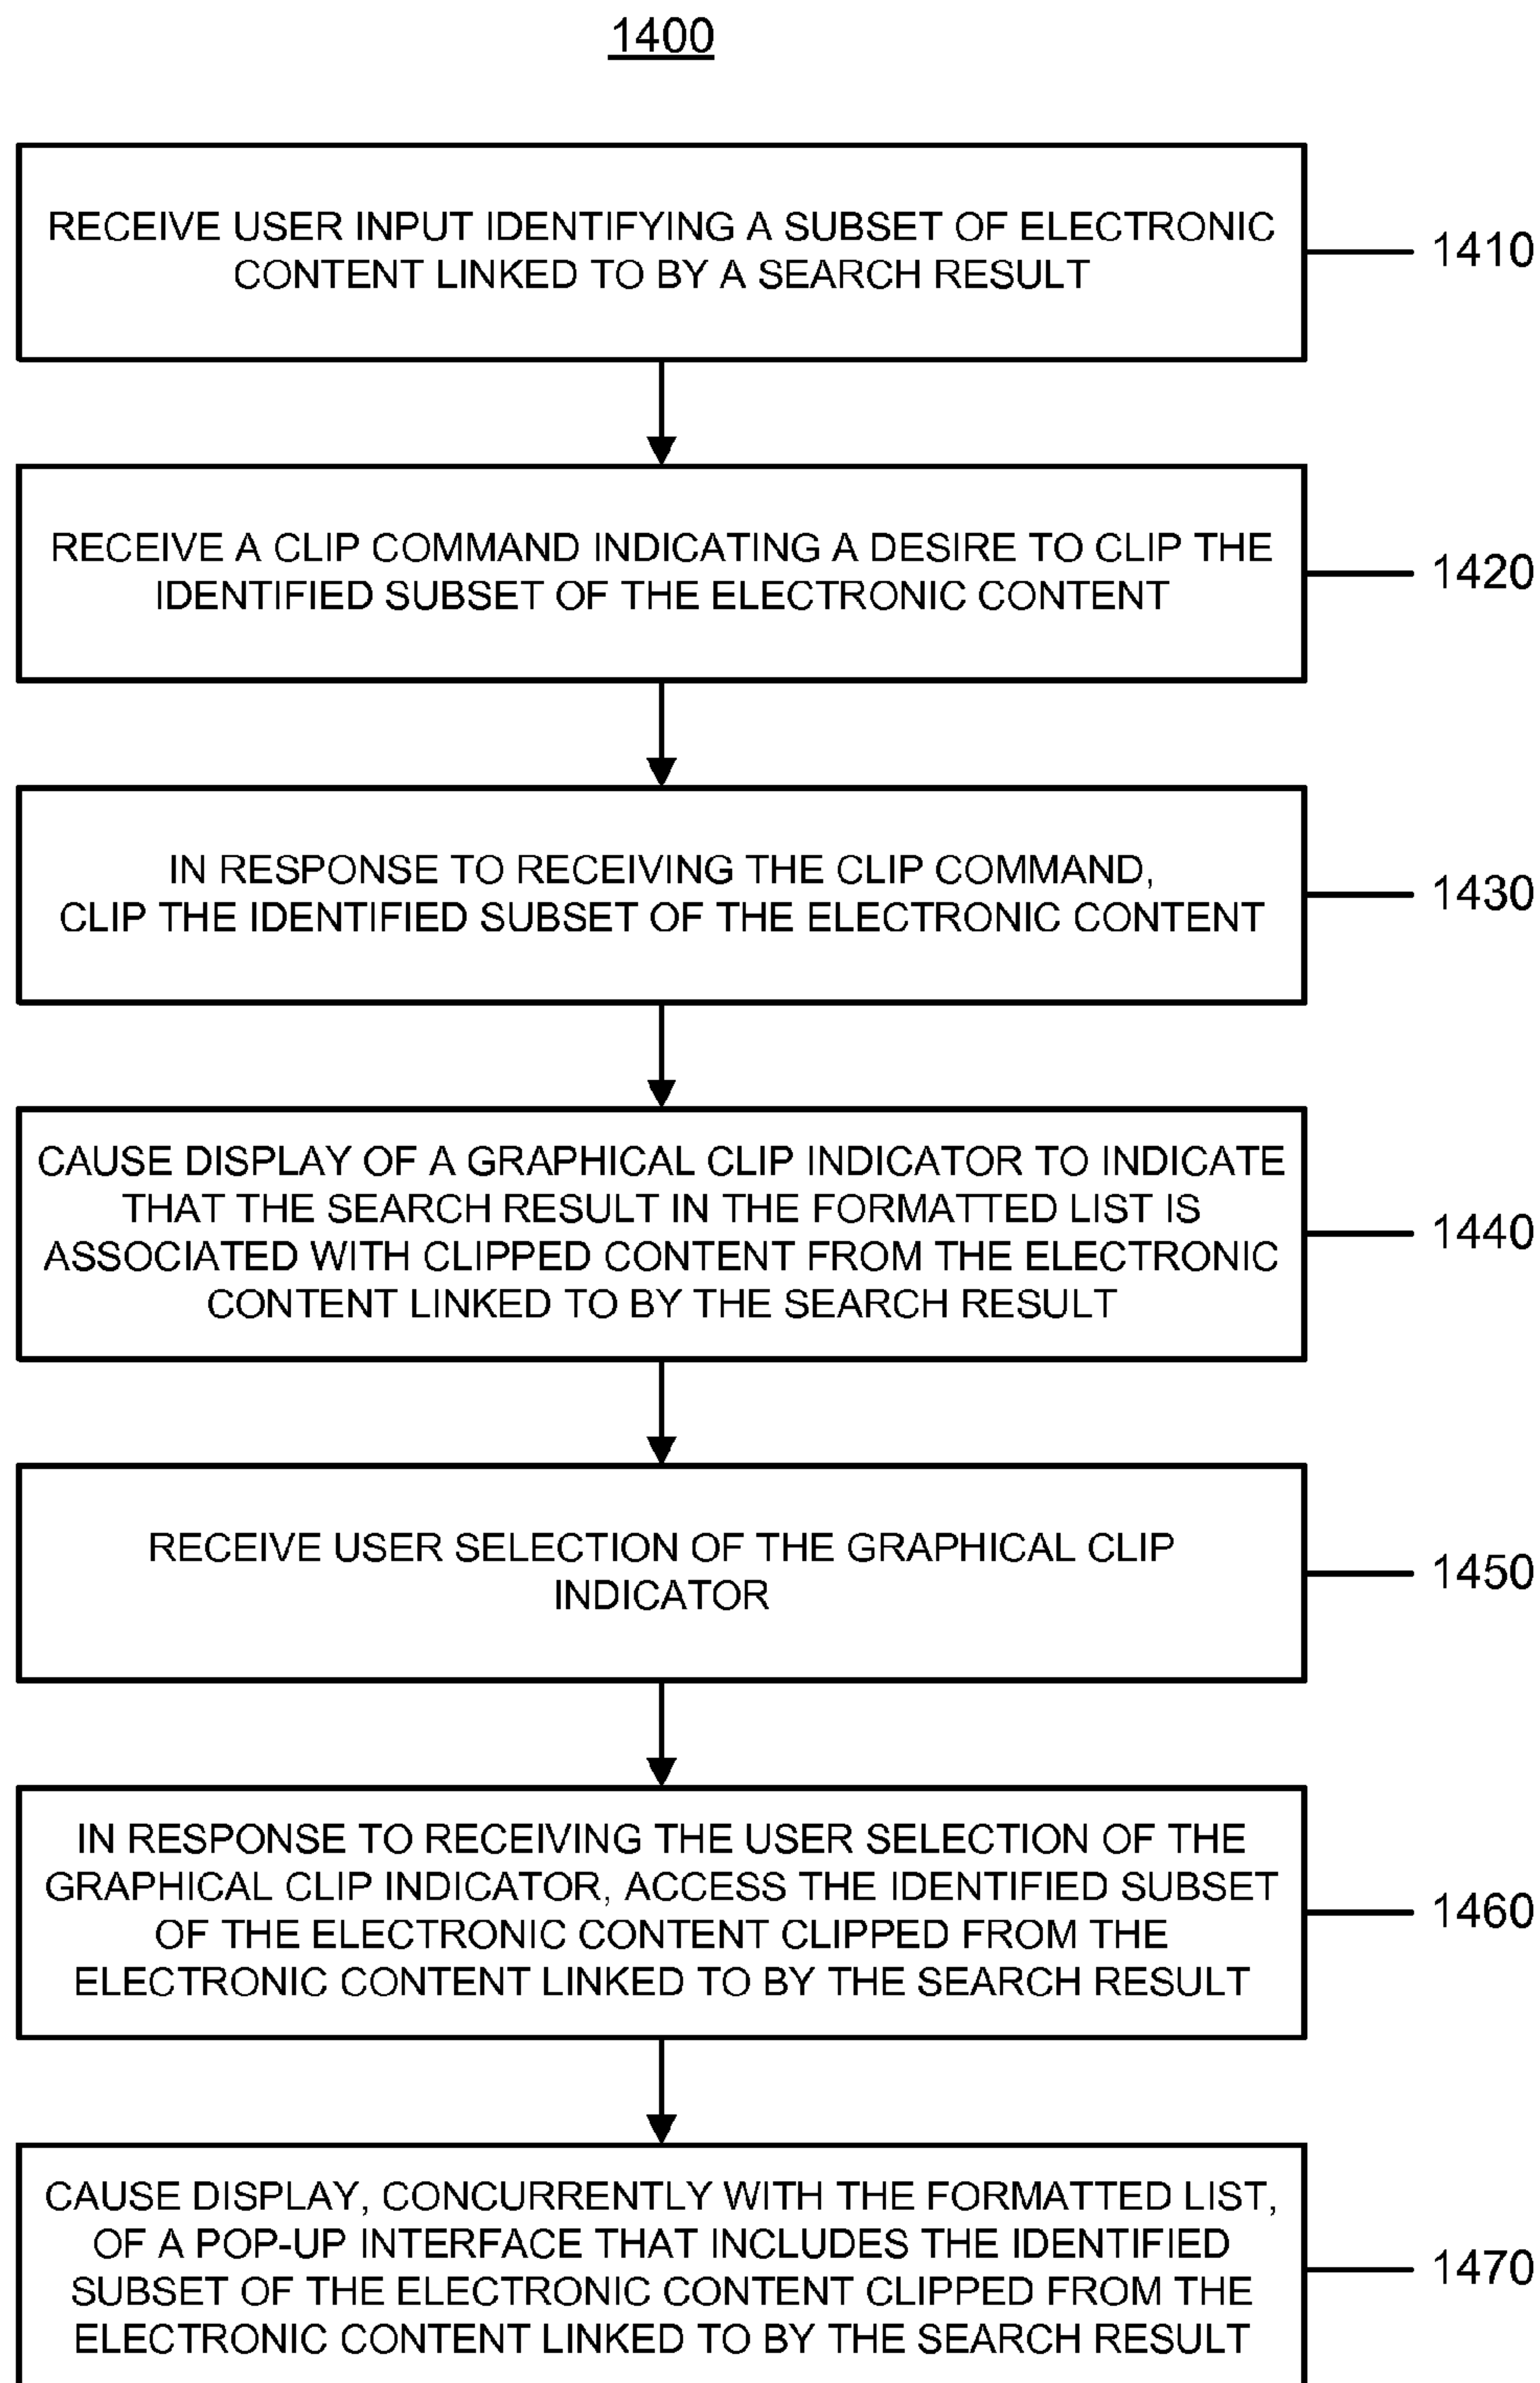 1400
RECEIVE USER INPUT IDENTIFYING A SUBSET OF ELECTRONIC
CONTENT LINKED TO BY A SEARCH RESULT
1410
RECEIVE A CLIP COMMAND INDICATING A DESIRE TO CLIP THE
IDENTIFIED SUBSET OF THE ELECTRONIC CONTENT
1420
IN RESPONSE TO RECEIVING THE CLIP COMMAND,
CLIP THE IDENTIFIED SUBSET OF THE ELECTRONIC CONTENT
1430
CAUSE DISPLAY OF A GRAPHICAL CLIP INDICATOR TO INDICATE
THAT THE SEARCH RESULT IN THE FORMATTED LIST IS
ASSOCIATED WITH CLIPPED CONTENT FROM THE ELECTRONIC
CONTENT LINKED TO BY THE SEARCH RESULT
1440
RECEIVE USER SELECTION OF THE GRAPHICAL CLIP
INDICATOR
1450
IN RESPONSE TO RECEIVING THE USER SELECTION OF THE
GRAPHICAL CLIP INDICATOR, ACCESS THE IDENTIFIED SUBSET
OF THE ELECTRONIC CONTENT CLIPPED FROM THE
ELECTRONIC CONTENT LINKED TO BY THE SEARCH RESULT
1460
CAUSE DISPLAY, CONCURRENTLY WITH THE FORMATTED LIST,
OF A POP-UP INTERFACE THAT INCLUDES THE IDENTIFIED
SUBSET OF THE ELECTRONIC CONTENT CLIPPED FROM THE
ELECTRONIC CONTENT LINKED TO BY THE SEARCH RESULT
1470